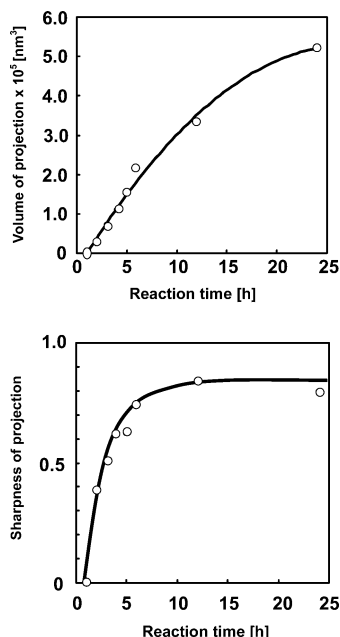 6.0
5.0
4.0
3.0
2.0
1.0
0
Volume of projection x 10⁵ [nm³]
0 5 10 15 20 25
Reaction time [h]
1.0
0.5
0
Sharpness of projection
0 5 10 15 20 25
Reaction time [h]